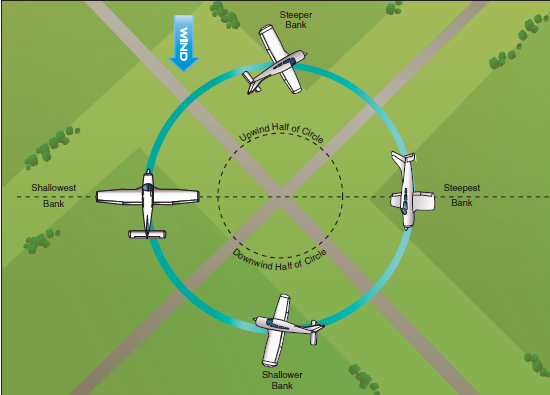 Steeper
Bank
WIND
Upwind Half of Circle
Shallowest
Bank
Steepest
Bank
Downwind Half of Circle
Shallower
Bank